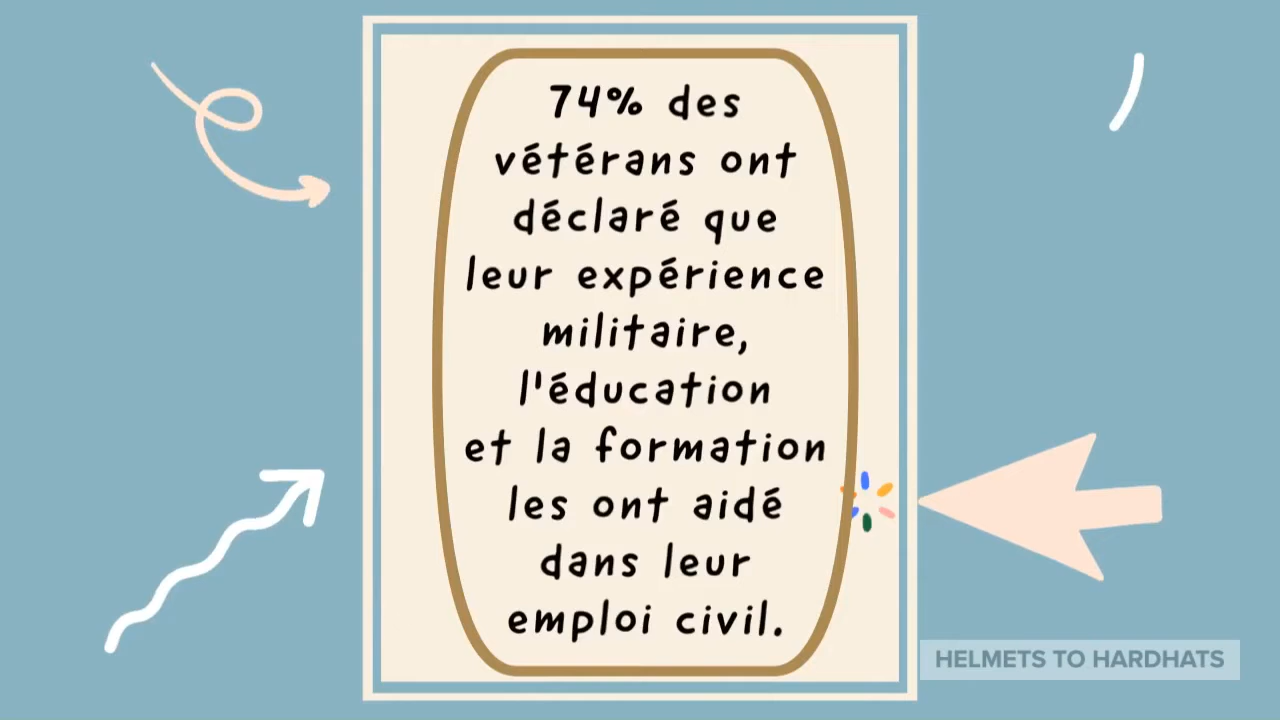 74% des
vétérans ont
déclaré que
leur expérience
militaire,
l'éducation
et la formation
les ont aidé
dans leur
emploi civil.
HELMETS TO HARDHATS